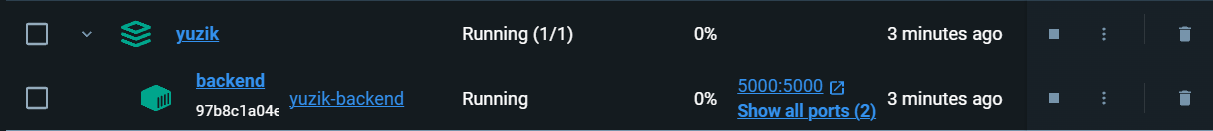 yuzik Running (1/1) 0% 3 minutes ago
backend
97b8c1a04e
yuzik-backend Running 0% 5000:5000 3 minutes ago
Show all ports (2)